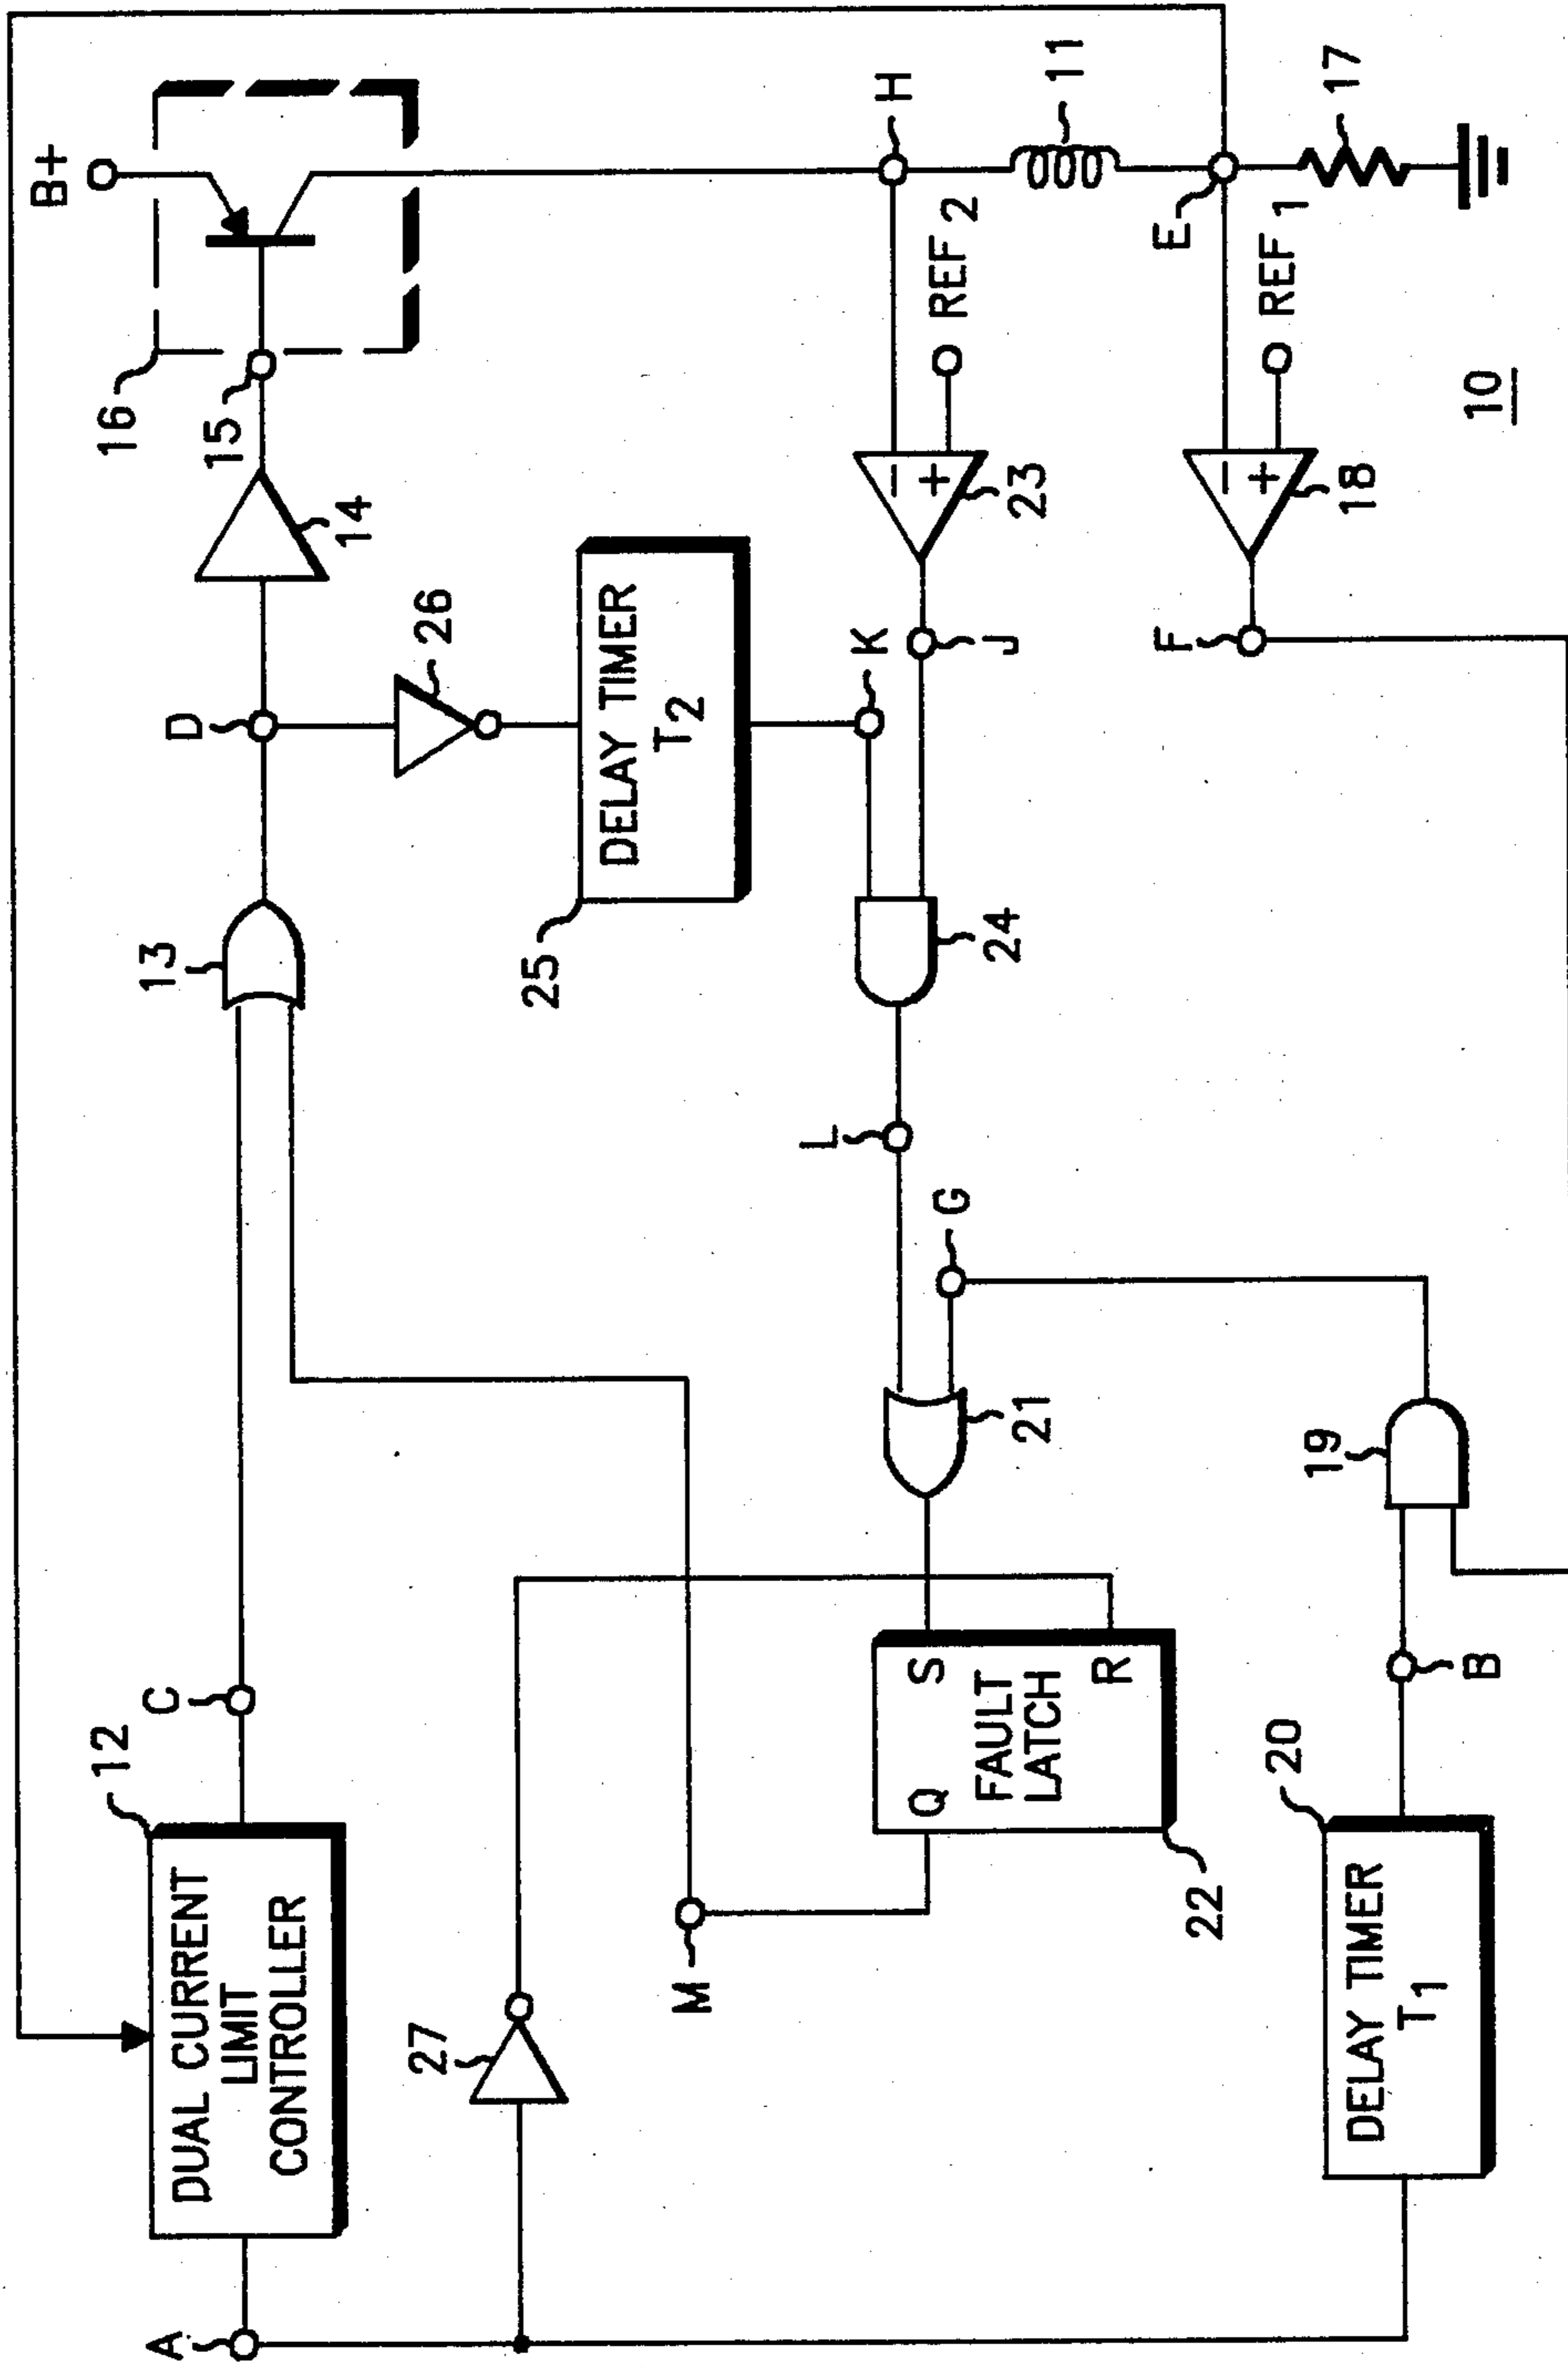 A
12
DUAL CURRENT
LIMIT
CONTROLLER
C
13
D
14
15
16
B+
26
25
DELAY TIMER
T2
K
J
H
11
REF 2
23
24
L
G
21
27
M
Q
S
FAULT
LATCH
R
22
E
REF 1
17
F
18
20
DELAY TIMER
T1
B
19
10